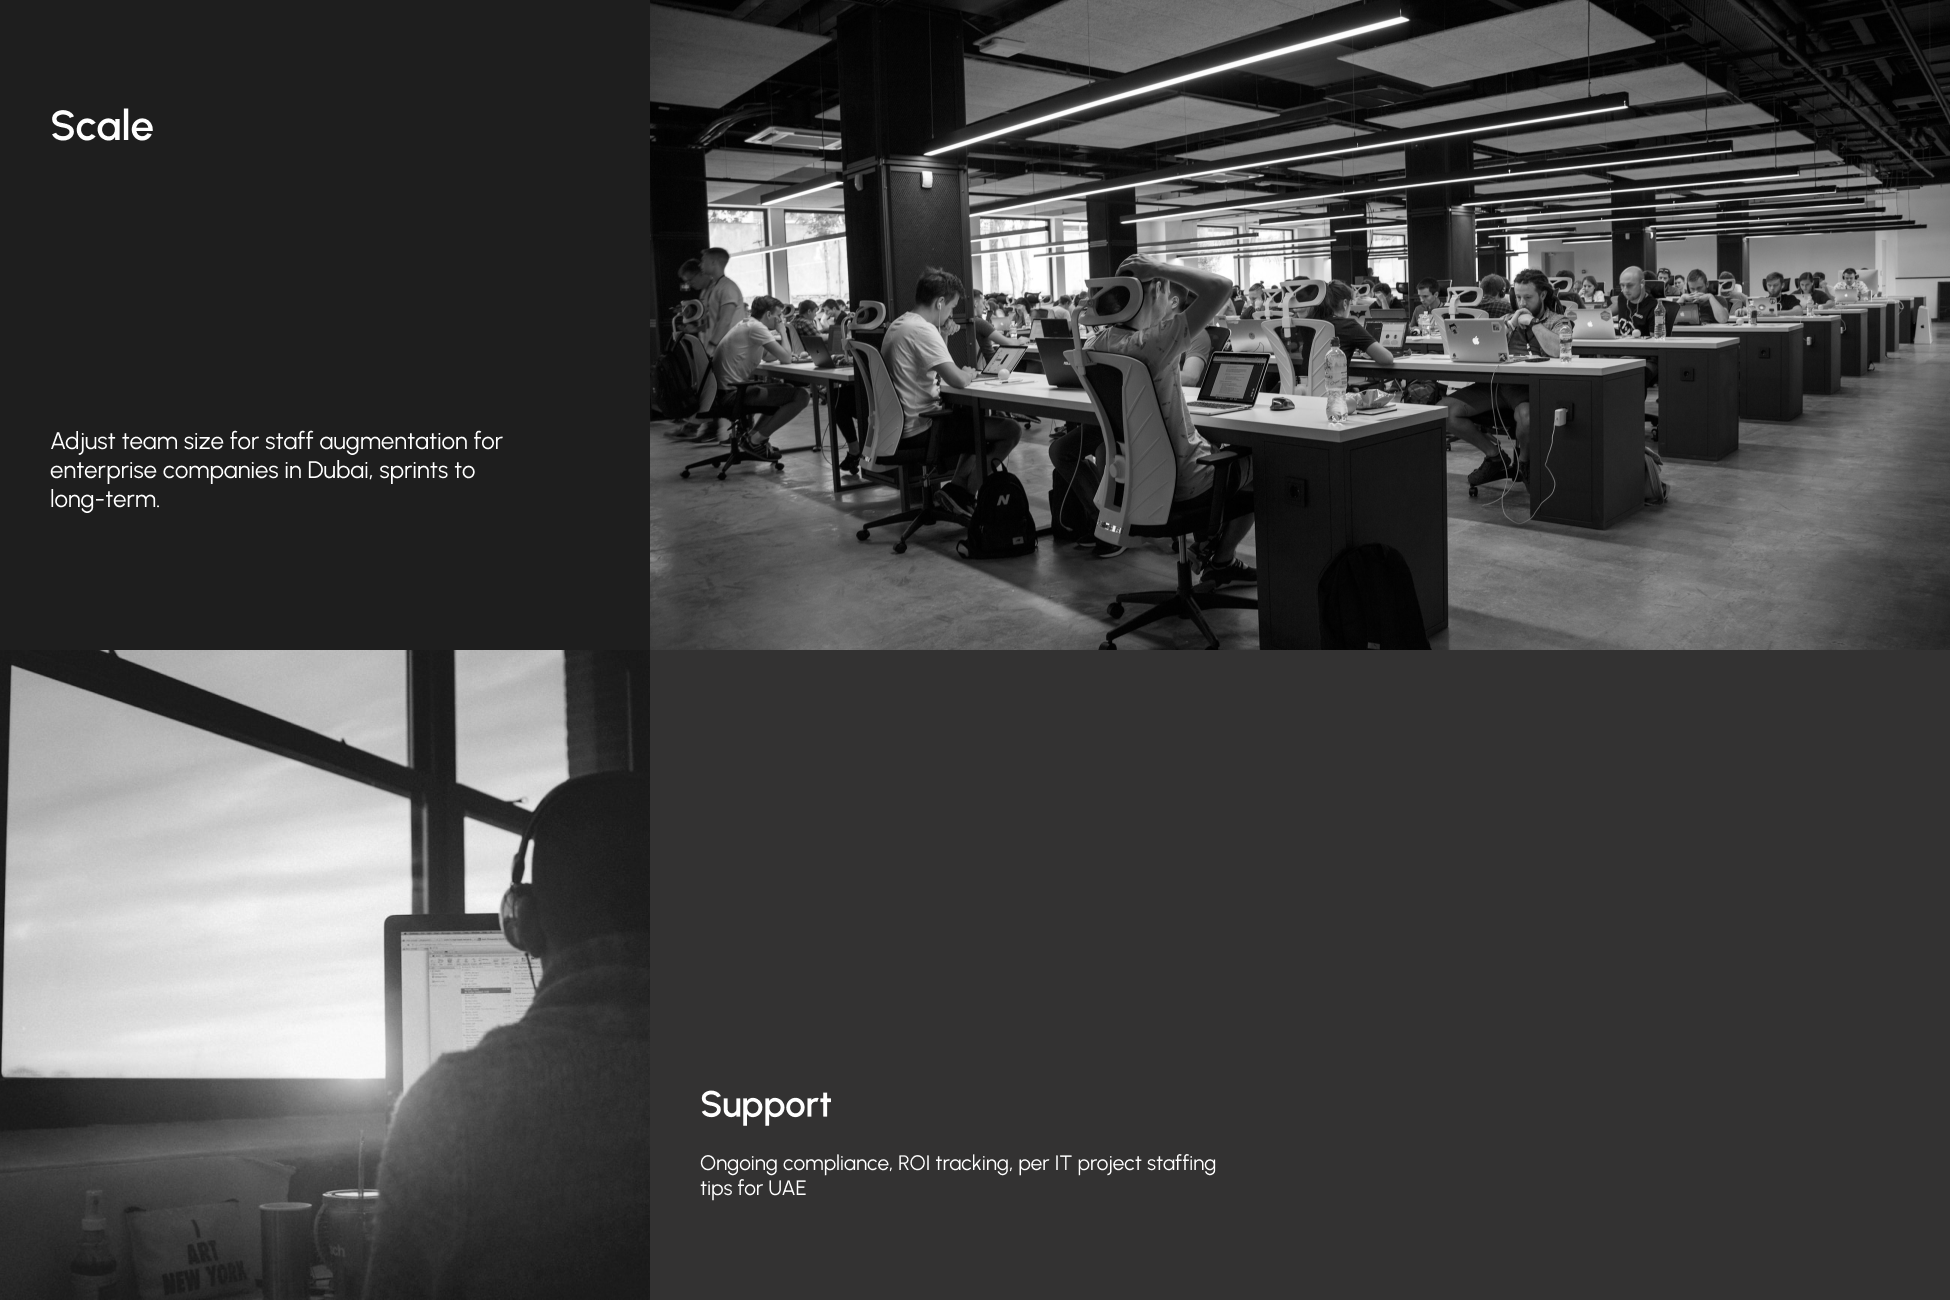 Scale
Adjust team size for staff augmentation for
enterprise companies in Dubai, sprints to
long-term.
ART
NEW YORK
Support
Ongoing compliance, ROI tracking, per IT project staffing
tips for UAE